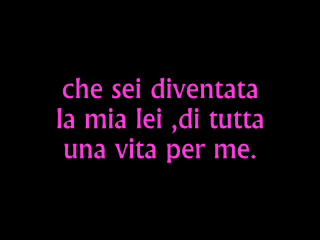 che sei diventata
la mia lei ,di tutta
una vita per me.